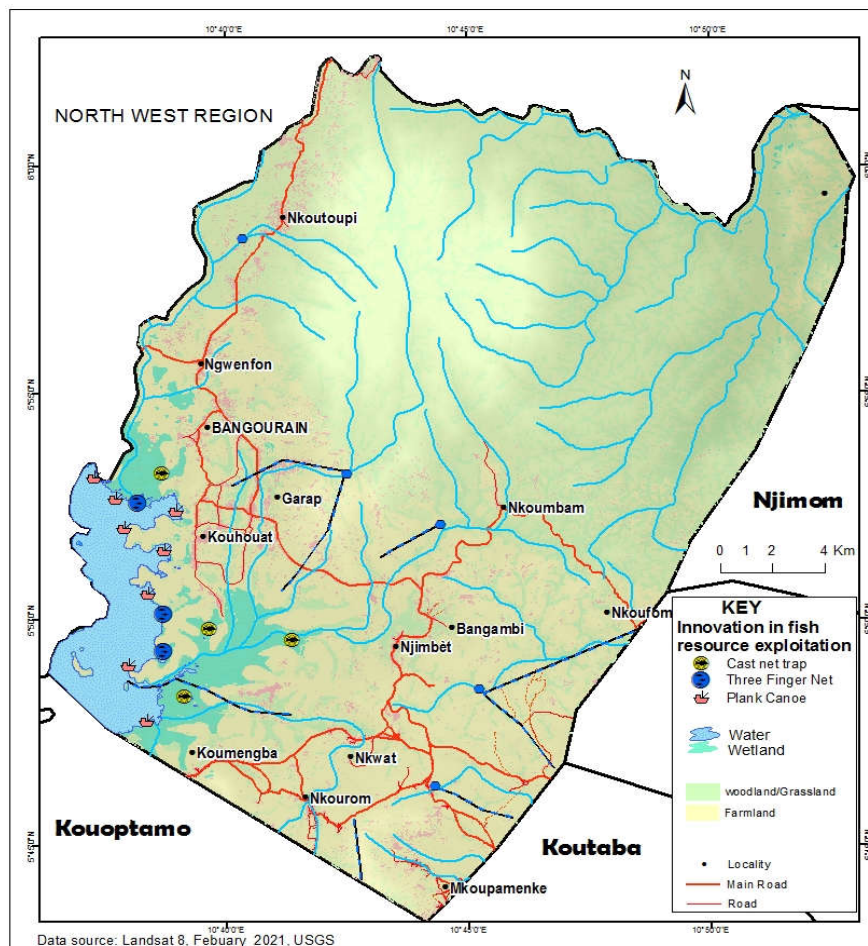 10°40'0"E 10°45'0"E 10°50'0"E
N
NORTH WEST REGION
Nkoutoupi
Ngwenfon
BANGOURAIN
Garap
Nkoumbam
Njimom
Kouhouat
0 1 2 4 Km
Nkoufom
Bangambi
Njimbèt
Koumengba
Nkwat
Nkourom
Kouoptamo
Koutaba
Mkoupamenke
KEY
Innovation in fish
resource exploitation
Cast net trap
Three Finger Net
Plank Canoe
Water
Wetland
woodland/Grassland
Farmland
Locality
Main Road
Road
10°40'0"E 10°45'0"E 10°50'0"E
Data source: Landsat 8, Febuary 2021, USGS